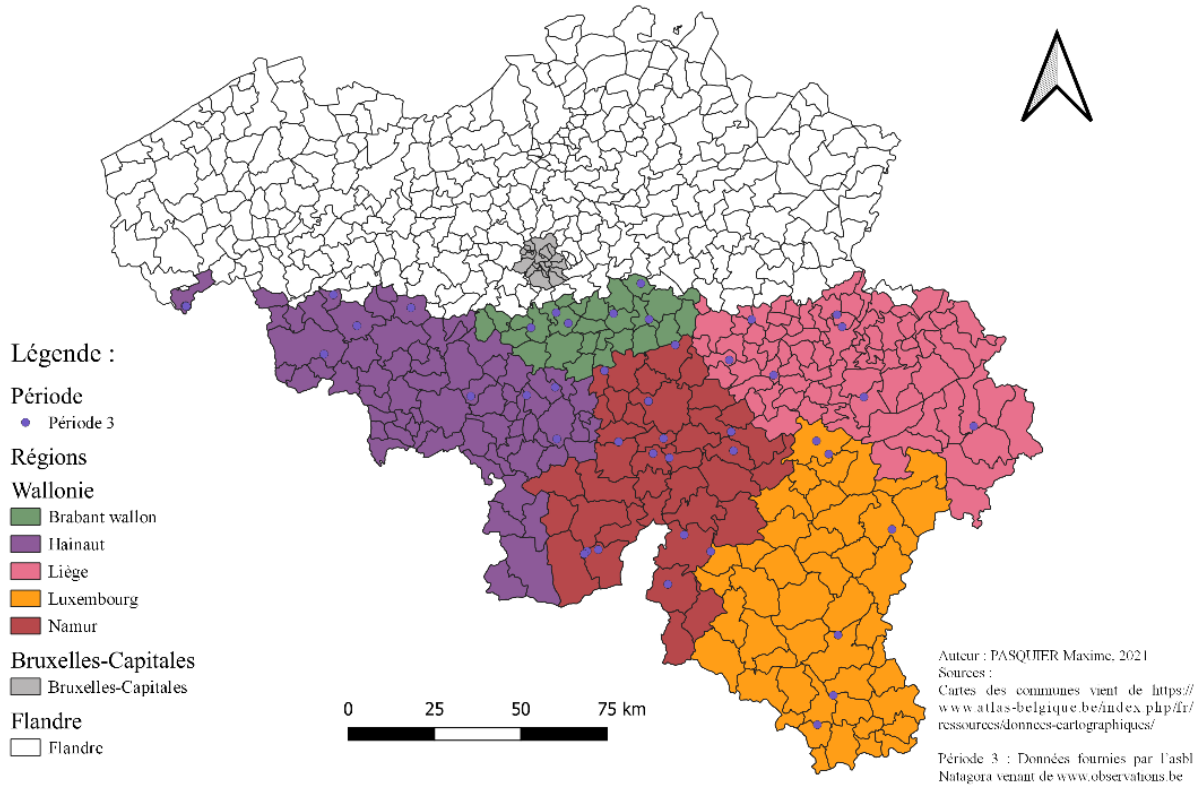 Légende :
Période
Période 3
Régions
Wallonie
Brabant wallon
Hainaut
Liège
Luxembourg
Namur
Bruxelles-Capitales
Bruxelles-Capitales
Flandre
Flandre
0 25 50 75 km
Auteur : PASQUIER Maxime, 2021
Sources :
Cartes des communes vient de https://
www.atlas-belgique.be/index.php/fr/
ressources/donnees-cartographiques/
Période 3 : Données fournies par l'asbl
Natagora venant de www.observations.be